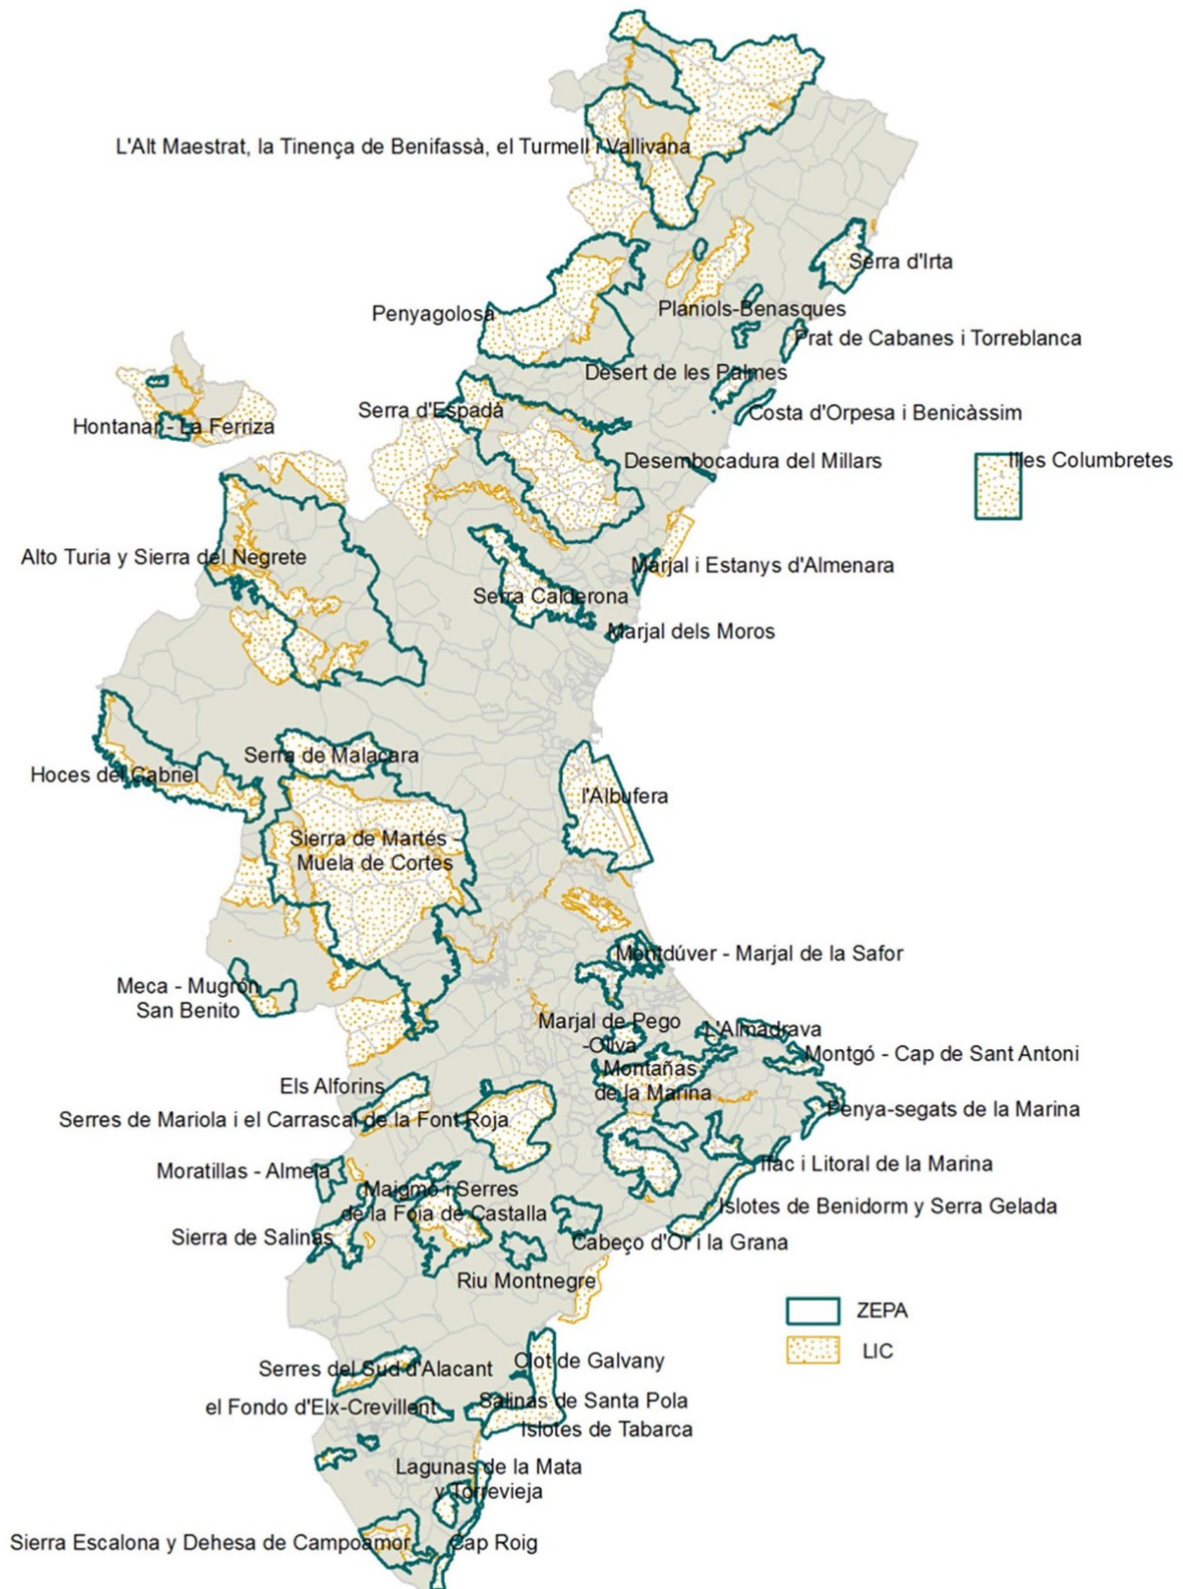 L'Alt Maestrat, la Tinença de Benifassà, el Turmell i Vallivana
Serra d'Irta
Penyagolosa
Planiols-Benasques
Prat de Cabanes i Torreblanca
Desert de les Palmes
Serra d'Espadà
Costa d'Orpesa i Benicàssim
Hontanar - La Ferriza
Desembocadura del Millars
Illes Columbretes
Alto Turia y Sierra del Negrete
Marjal i Estanys d'Almenara
Serra Calderona
Marjal dels Moros
Serra de Malacara
Hoces del Cabriel
l'Albufera
Sierra de Martés -
Muela de Cortes
Montdúver - Marjal de la Safor
Meca - Mugrón
San Benito
Marjal de Pego
-Oliva
L'Almadrava
Montgó - Cap de Sant Antoni
Montañas
de la Marina
Els Alforins
Penya-segats de la Marina
Serres de Mariola i el Carrascal de la Font Roja
Ifac i Litoral de la Marina
Moratillas - Almela
Maigmó i Serres
de la Foia de Castalla
Islotes de Benidorm y Serra Gelada
Sierra de Salinas
Cabeço d'Or i la Grana
Riu Montnegre
ZEPA
LIC
Serres del Sud d'Alacant
Clot de Galvany
el Fondo d'Elx-Crevillent
Salinas de Santa Pola
Islotes de Tabarca
Lagunas de la Mata
y Torrevieja
Sierra Escalona y Dehesa de Campoamor
Cap Roig